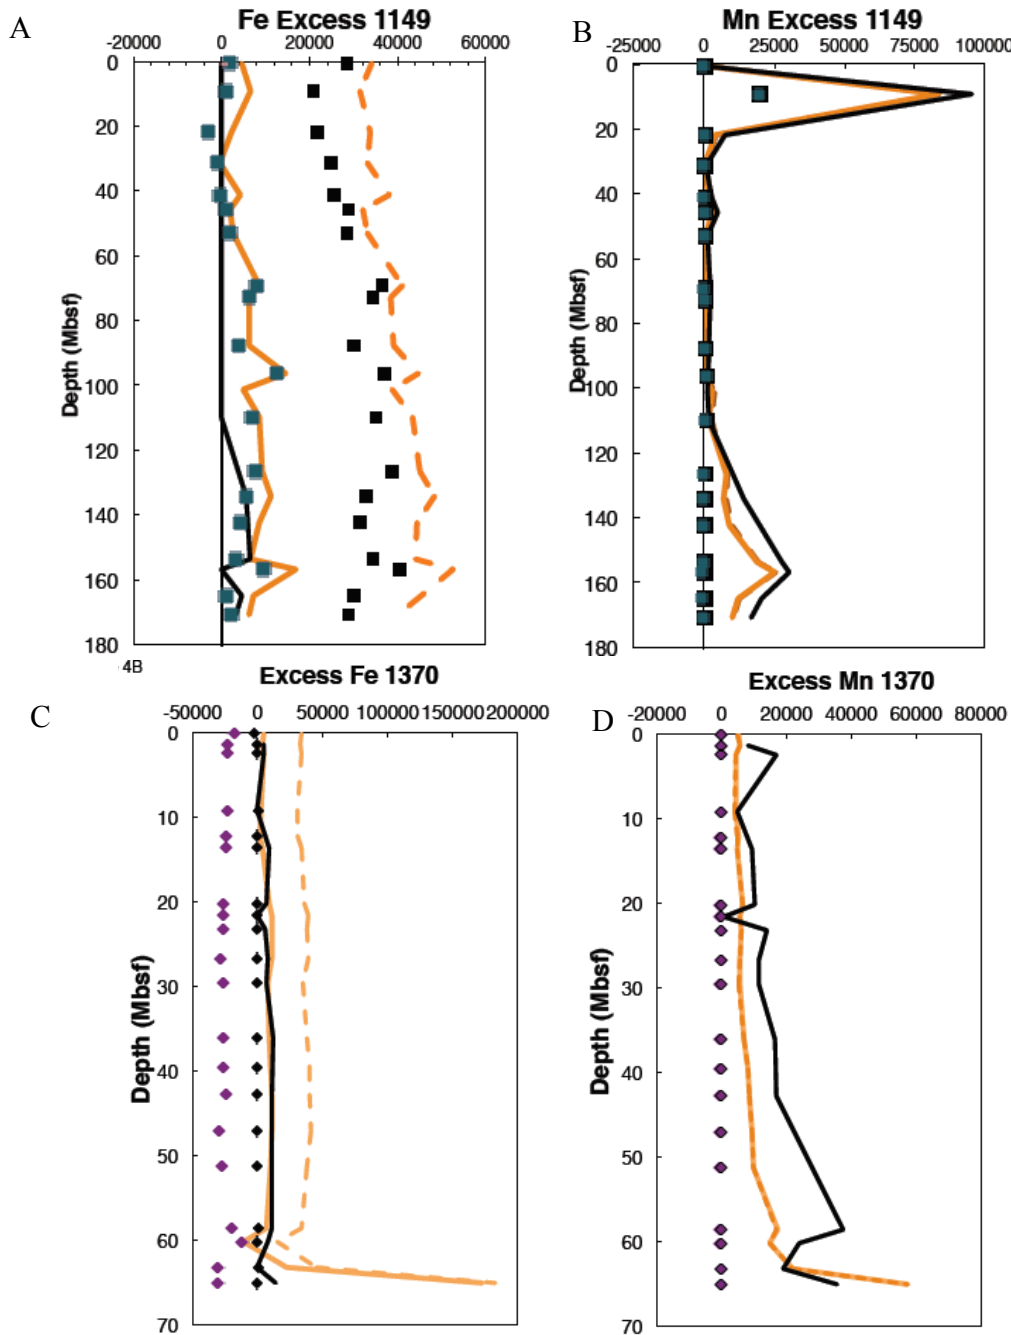 A
Fe Excess 1149
-20000 0 20000 40000 60000
0
20
40
60
80
100
120
140
160
180
Depth (Mbsf)
4B
B
Mn Excess 1149
-25000 0 25000 50000 75000 100000
0
20
40
60
80
100
120
140
160
180
Depth (Mbsf)
C
Excess Fe 1370
-50000 0 50000 100000 150000 200000
0
10
20
30
40
50
60
70
Depth (Mbsf)
D
Excess Mn 1370
-20000 0 20000 40000 60000 80000
0
10
20
30
40
50
60
70
Depth (Mbsf)